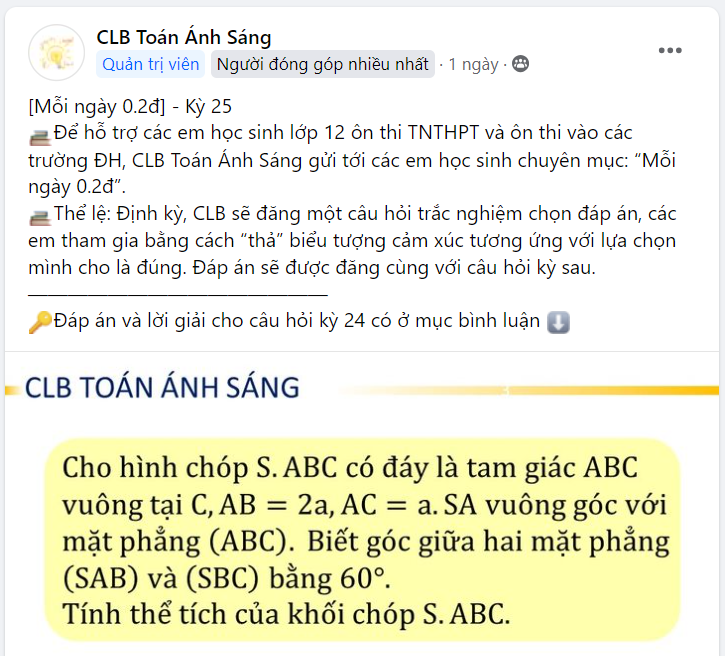 CLB Toán Ánh Sáng
Quản trị viên Người đóng góp nhiều nhất · 1 ngày ·
[Mỗi ngày 0.2đ] - Kỳ 25
Để hỗ trợ các em học sinh lớp 12 ôn thi TNTHPT và ôn thi vào các
trường ĐH, CLB Toán Ánh Sáng gửi tới các em học sinh chuyên mục: “Mỗi
ngày 0.2đ”.
Thể lệ: Định kỳ, CLB sẽ đăng một câu hỏi trắc nghiệm chọn đáp án, các
em tham gia bằng cách “thả” biểu tượng cảm xúc tương ứng với lựa chọn
mình cho là đúng. Đáp án sẽ được đăng cùng với câu hỏi kỳ sau.
Đáp án và lời giải cho câu hỏi kỳ 24 có ở mục bình luận
CLB TOÁN ÁNH SÁNG
Cho hình chóp S. ABC có đáy là tam giác ABC
vuông tại C, AB = 2a, AC = a. SA vuông góc với
mặt phẳng (ABC). Biết góc giữa hai mặt phẳng
(SAB) và (SBC) bằng 60°.
Tính thể tích của khối chóp S. ABC.